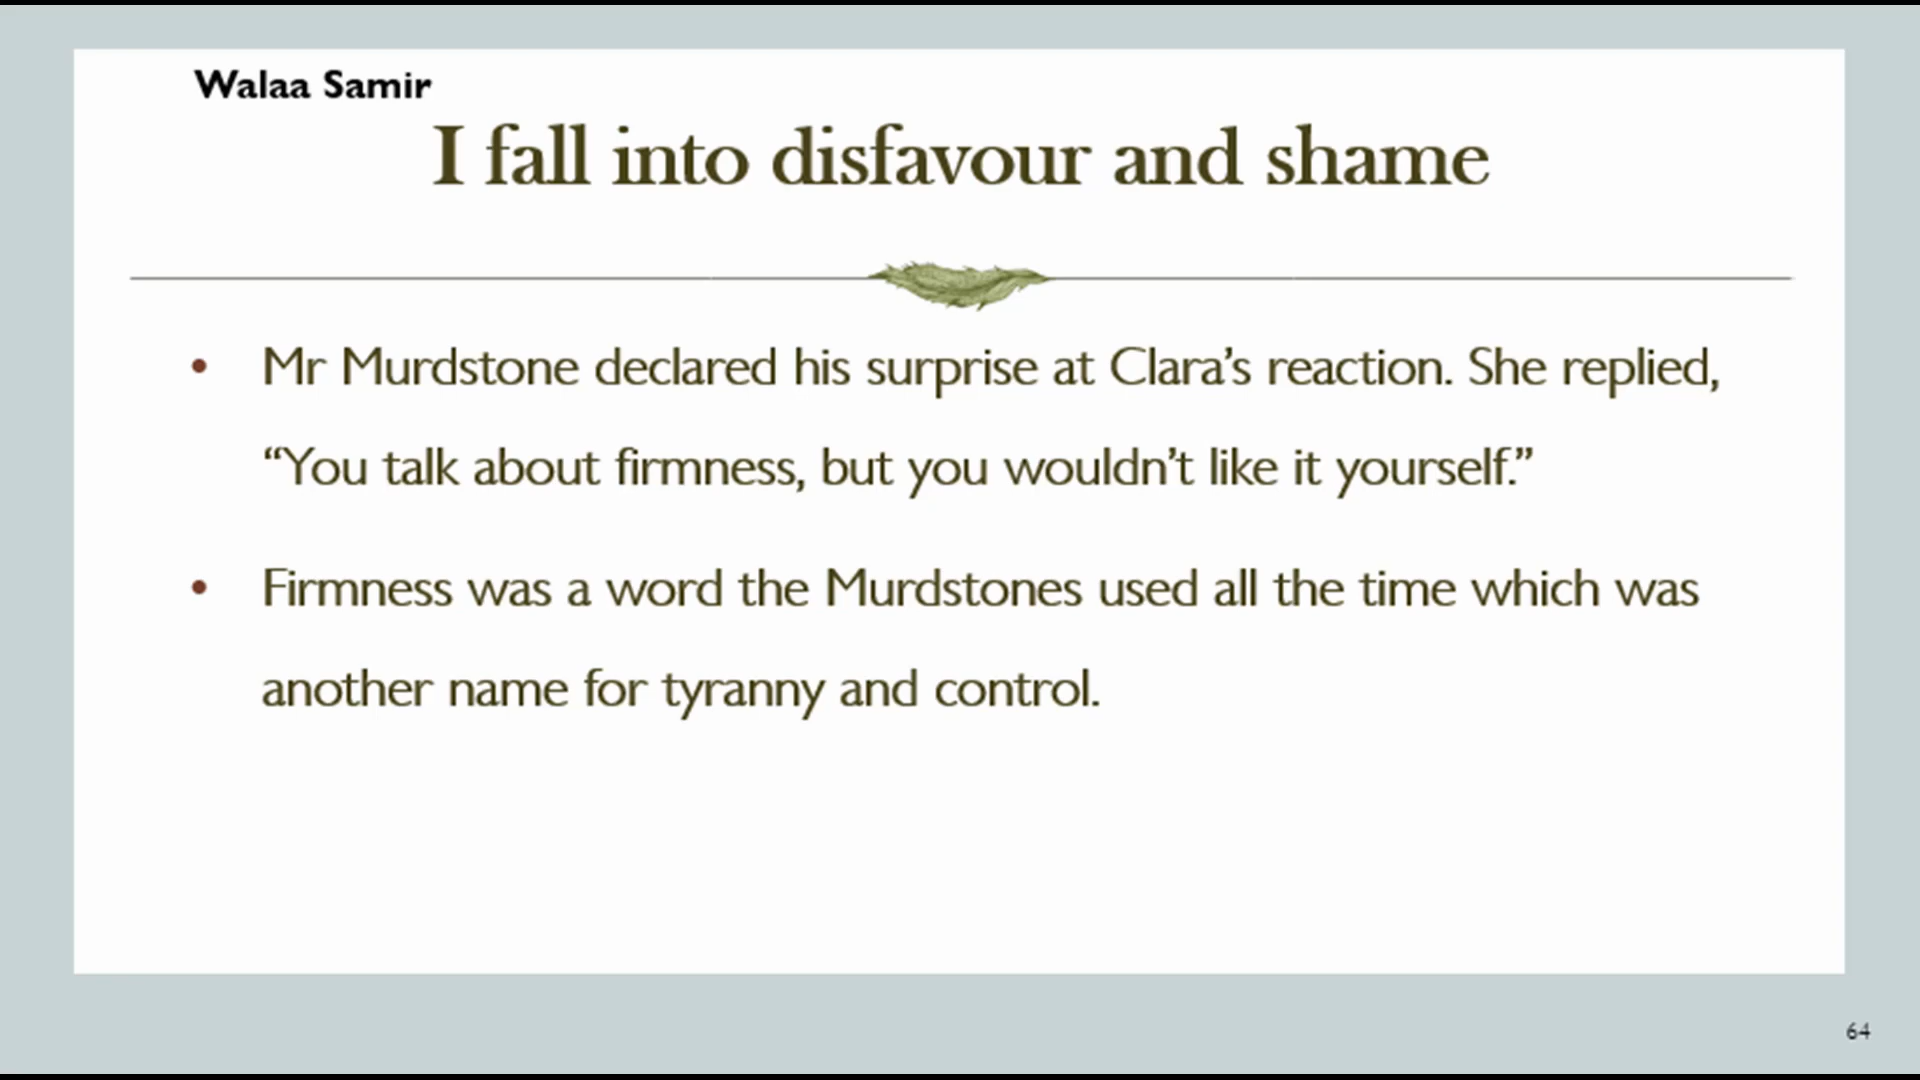 Walaa Samir
I fall into disfavour and shame
• Mr Murdstone declared his surprise at Clara’s reaction. She replied,
“You talk about firmness, but you wouldn’t like it yourself.”
• Firmness was a word the Murdstones used all the time which was
another name for tyranny and control.
64